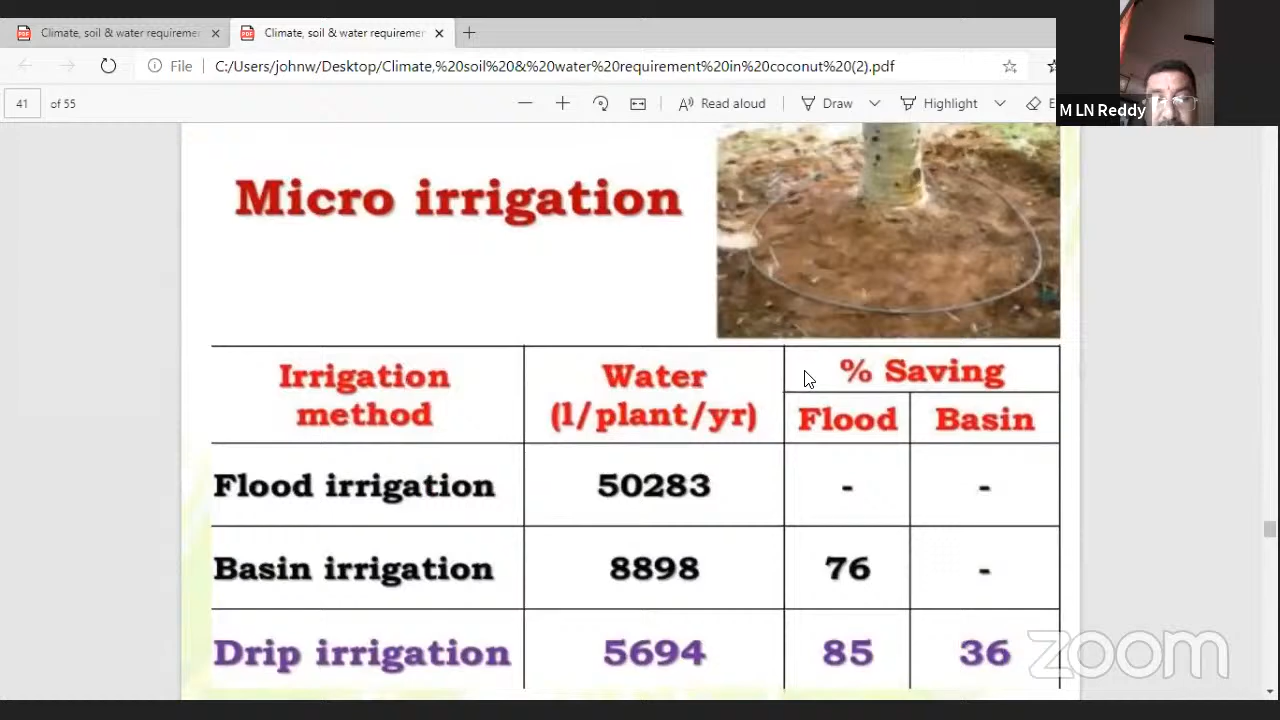 Climate, soil & water requiremen
Climate, soil & water requiremen
File
C:/Users/johnw/Desktop/Climate,%20soil%20&%20water%20requirement%20in%20coconut%20(2).pdf
M LN Reddy
41 of 55
Read aloud
Draw
Highlight
Micro irrigation
Irrigation method
Water (l/plant/yr)
% Saving
Flood
Basin
Flood irrigation 50283 - -
Basin irrigation 8898 76 -
Drip irrigation 5694 85 36
zoom